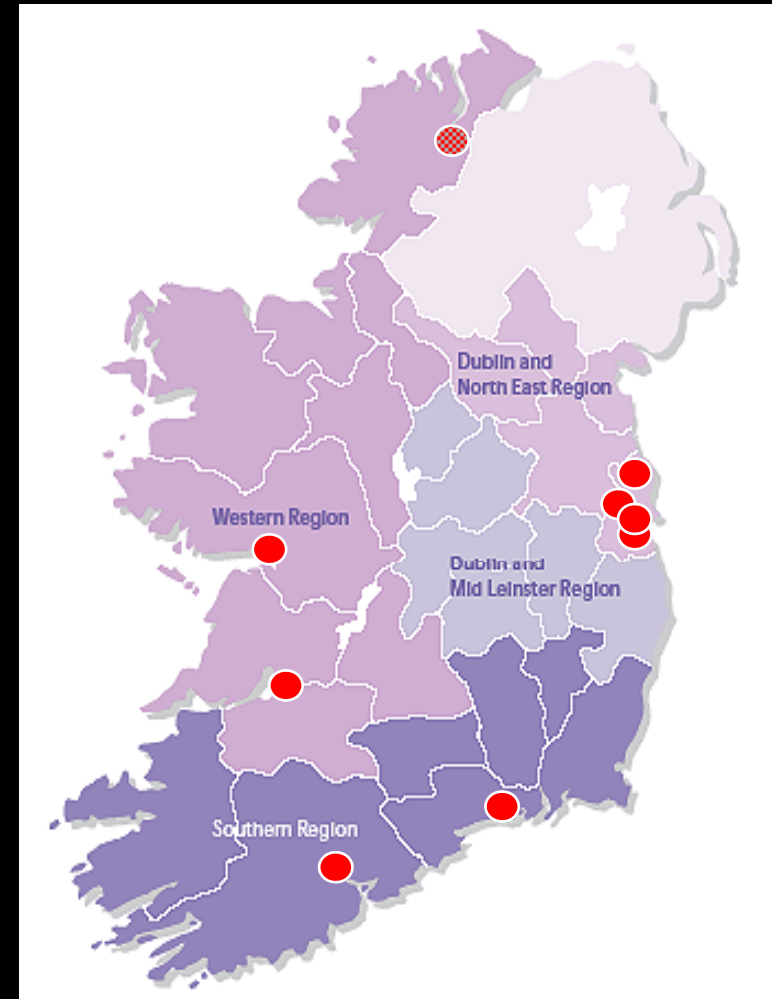 Dublin and
North East Region
Western Region
Dublin and
Mid Leinster Region
Southern Region